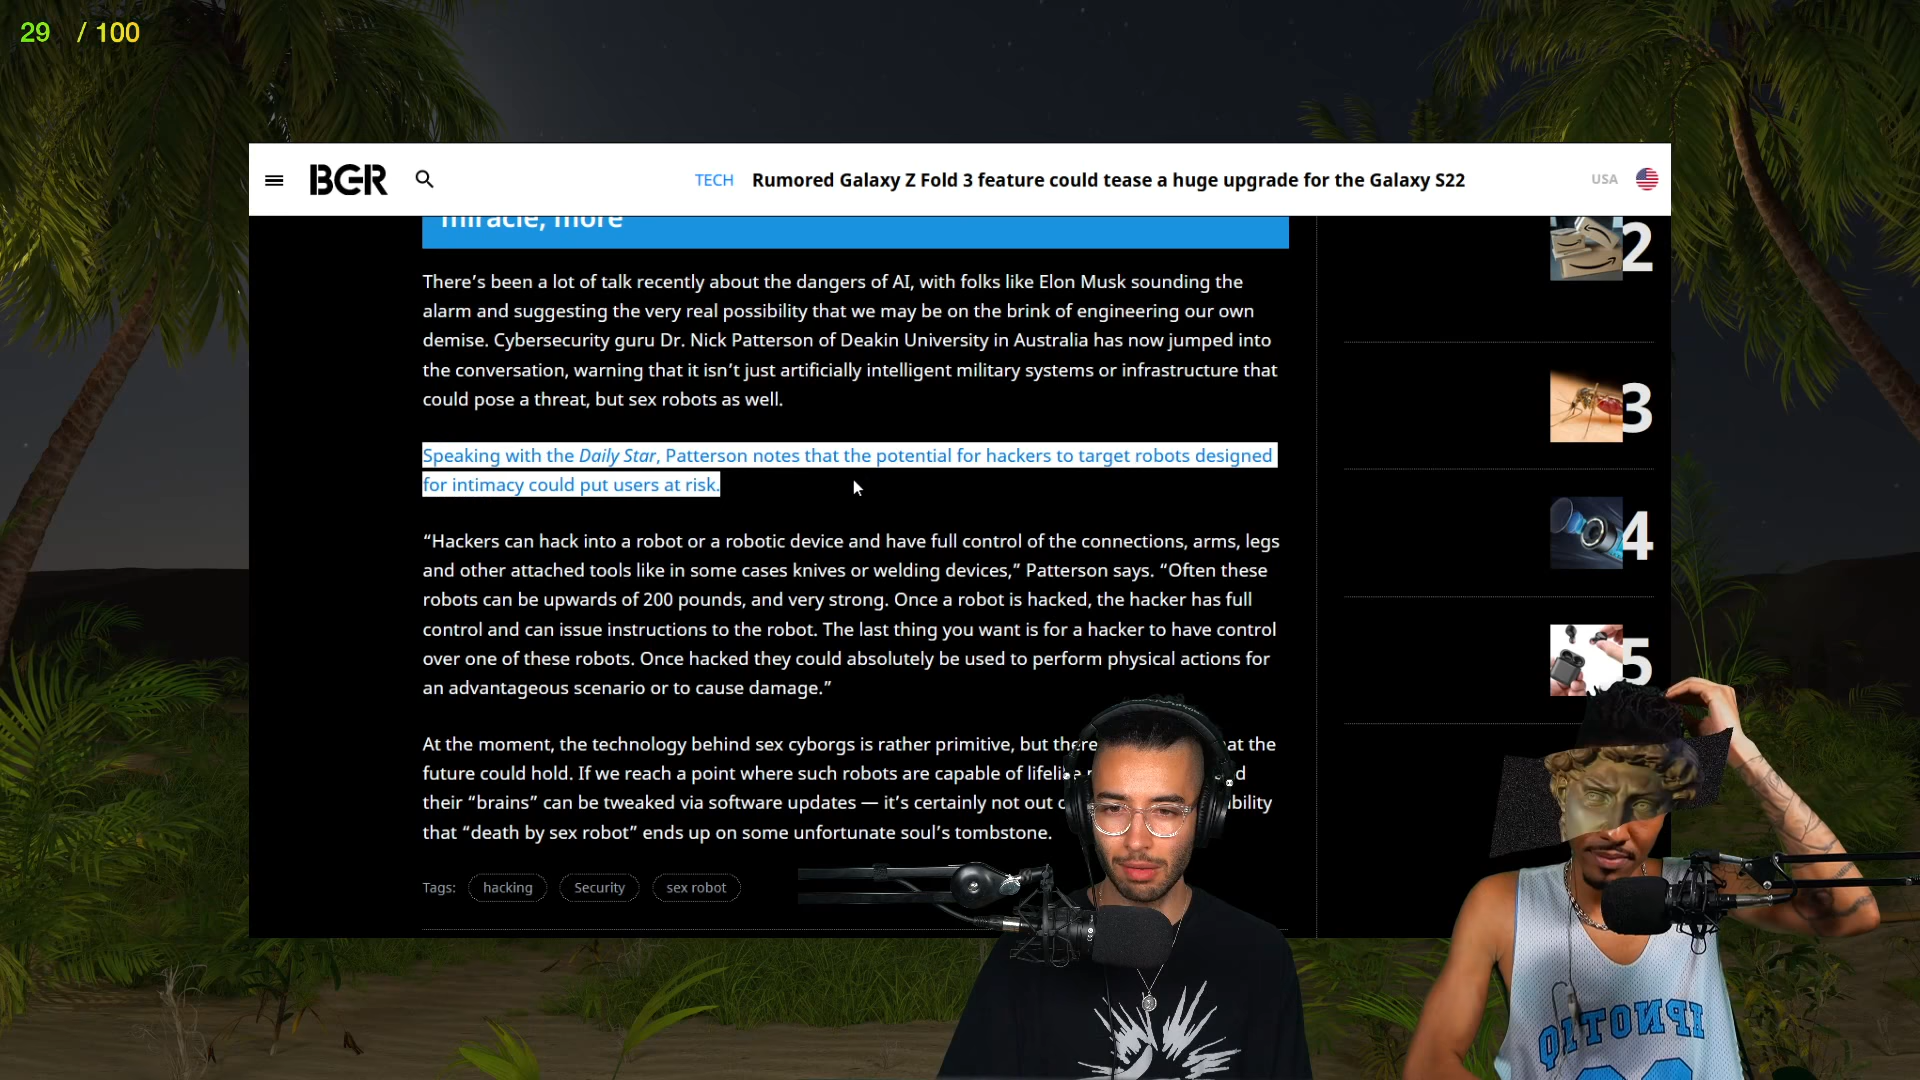 29 / 100
BGR
TECH Rumored Galaxy Z Fold 3 feature could tease a huge upgrade for the Galaxy S22
USA
miracle, more
There’s been a lot of talk recently about the dangers of AI, with folks like Elon Musk sounding the
alarm and suggesting the very real possibility that we may be on the brink of engineering our own
demise. Cybersecurity guru Dr. Nick Patterson of Deakin University in Australia has now jumped into
the conversation, warning that it isn’t just artificially intelligent military systems or infrastructure that
could pose a threat, but sex robots as well.
Speaking with the Daily Star, Patterson notes that the potential for hackers to target robots designed
for intimacy could put users at risk.
“Hackers can hack into a robot or a robotic device and have full control of the connections, arms, legs
and other attached tools like in some cases knives or welding devices,” Patterson says. “Often these
robots can be upwards of 200 pounds, and very strong. Once a robot is hacked, the hacker has full
control and can issue instructions to the robot. The last thing you want is for a hacker to have control
over one of these robots. Once hacked they could absolutely be used to perform physical actions for
an advantageous scenario or to cause damage.”
At the moment, the technology behind sex cyborgs is rather primitive, but there at the
future could hold. If we reach a point where such robots are capable of
their “brains” can be tweaked via software updates — it’s certainly not out
that “death by sex robot” ends up on some unfortunate soul’s tombstone.
Tags: hacking Security sex robot
2
3
4
5